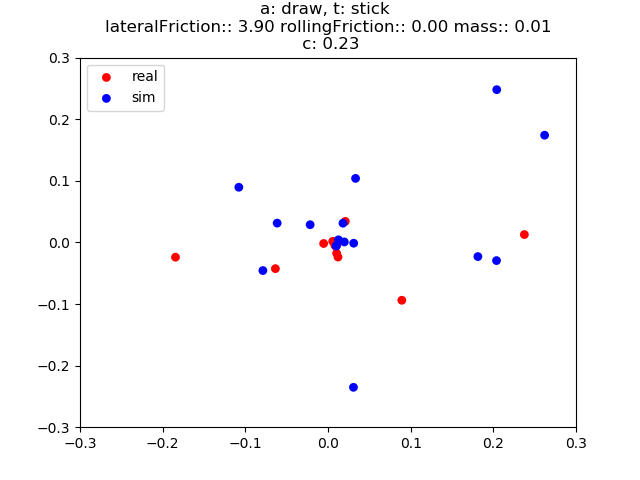 a: draw, t: stick
lateralFriction:: 3.90 rollingFriction:: 0.00 mass:: 0.01
c: 0.23
real
sim
0.3
0.2
0.1
0.0
−0.1
−0.2
−0.3
−0.3
−0.2
−0.1
0.0
0.1
0.2
0.3